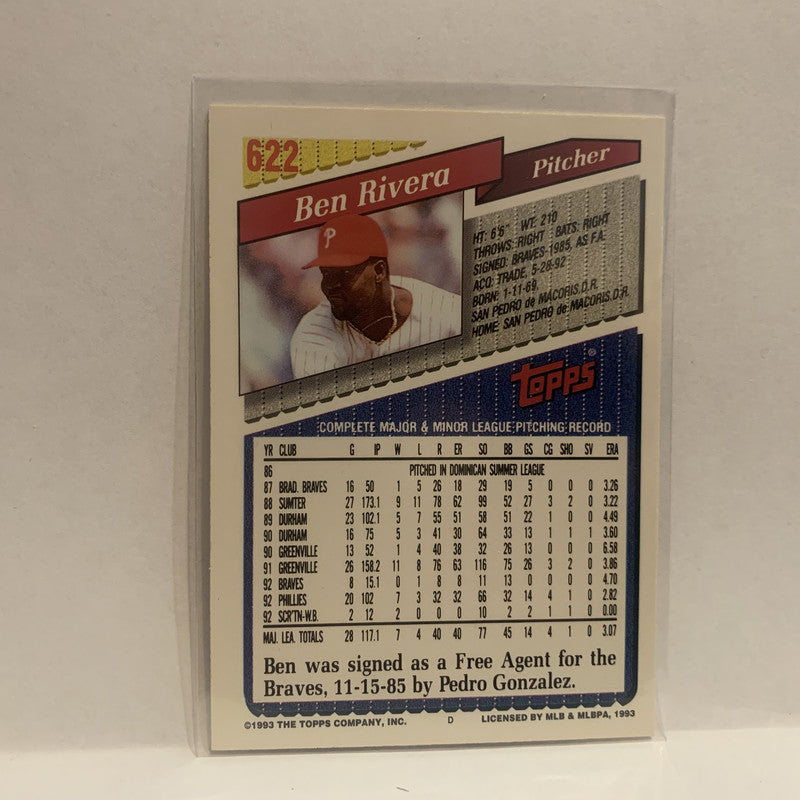 622
Ben Rivera
Pitcher
P
HT: 6'6" WT: 210
THROWS: RIGHT BATS: RIGHT
SIGNED: BRAVES-1985, AS F.A.
ACQ: TRADE, 5-28-92
BORN: 1-11-69,
SAN PEDRO de MACORIS,D.R.
HOME: SAN PEDRO de MACORIS,D.R.
TOPPS®
COMPLETE MAJOR & MINOR LEAGUE PITCHING RECORD
YR CLUB G IP W L R ER SO BB GS CG SHO SV ERA
86 PITCHED IN DOMINICAN SUMMER LEAGUE
87 BRAD. BRAVES 16 50 1 5 26 18 29 19 5 0 0 0 3.26
88 SUMTER 27 173.1 9 11 78 62 99 52 27 3 2 0 3.22
89 DURHAM 23 102.1 5 7 55 51 58 51 22 1 0 0 4.49
90 DURHAM 16 75 5 3 41 30 64 33 13 1 1 1 3.60
90 GREENVILLE 13 52 1 4 40 38 32 26 13 0 0 0 6.58
91 GREENVILLE 26 158.2 11 8 76 63 116 75 26 3 2 0 3.86
92 BRAVES 8 15.1 0 1 8 8 11 13 0 0 0 0 4.70
92 PHILLIES 20 102 7 3 32 32 66 32 14 4 1 0 2.82
92 SCR'TN-W.B. 2 12 2 0 0 0 10 2 2 1 1 0 0.00
MAJ. LEA. TOTALS 28 117.1 7 4 40 40 77 45 14 4 1 0 3.07
Ben was signed as a Free Agent for the
Braves, 11-15-85 by Pedro Gonzalez.
©1993 THE TOPPS COMPANY, INC. D LICENSED BY MLB & MLBPA, 1993